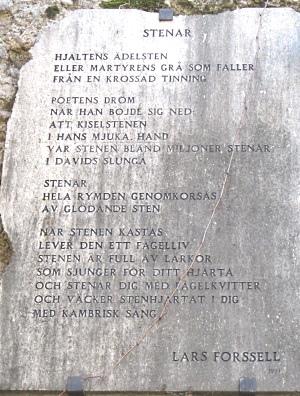 STENAR
HJÄLTENS ÄDELSTEN
ELLER MARTYRENS GRÅ SOM FALLER
FRÅN EN KROSSAD TINNING
POETENS DRÖM
NÄR HAN BÖJDE SIG NED
ATT KISELSTENEN
I HANS MJUKA HAND
VAR STENEN BLAND MILJONER STENAR
I DAVIDS SLUNGA
STENAR
HELA RYMDEN GENOMKORSAS
AV GLÖDANDE STEN
NÄR STENEN KASTAS
LEVER DEN ETT FÅGELLIV
STENEN ÄR FULL AV LÄRKOR
SOM SJUNGER FÖR DITT HJÄRTA
OCH STENAR DIG MED FÅGELKVITTER
OCH VÄCKER STENHJÄRTAT I DIG
MED KAMBRISK SÅNG
LARS FORSSELL